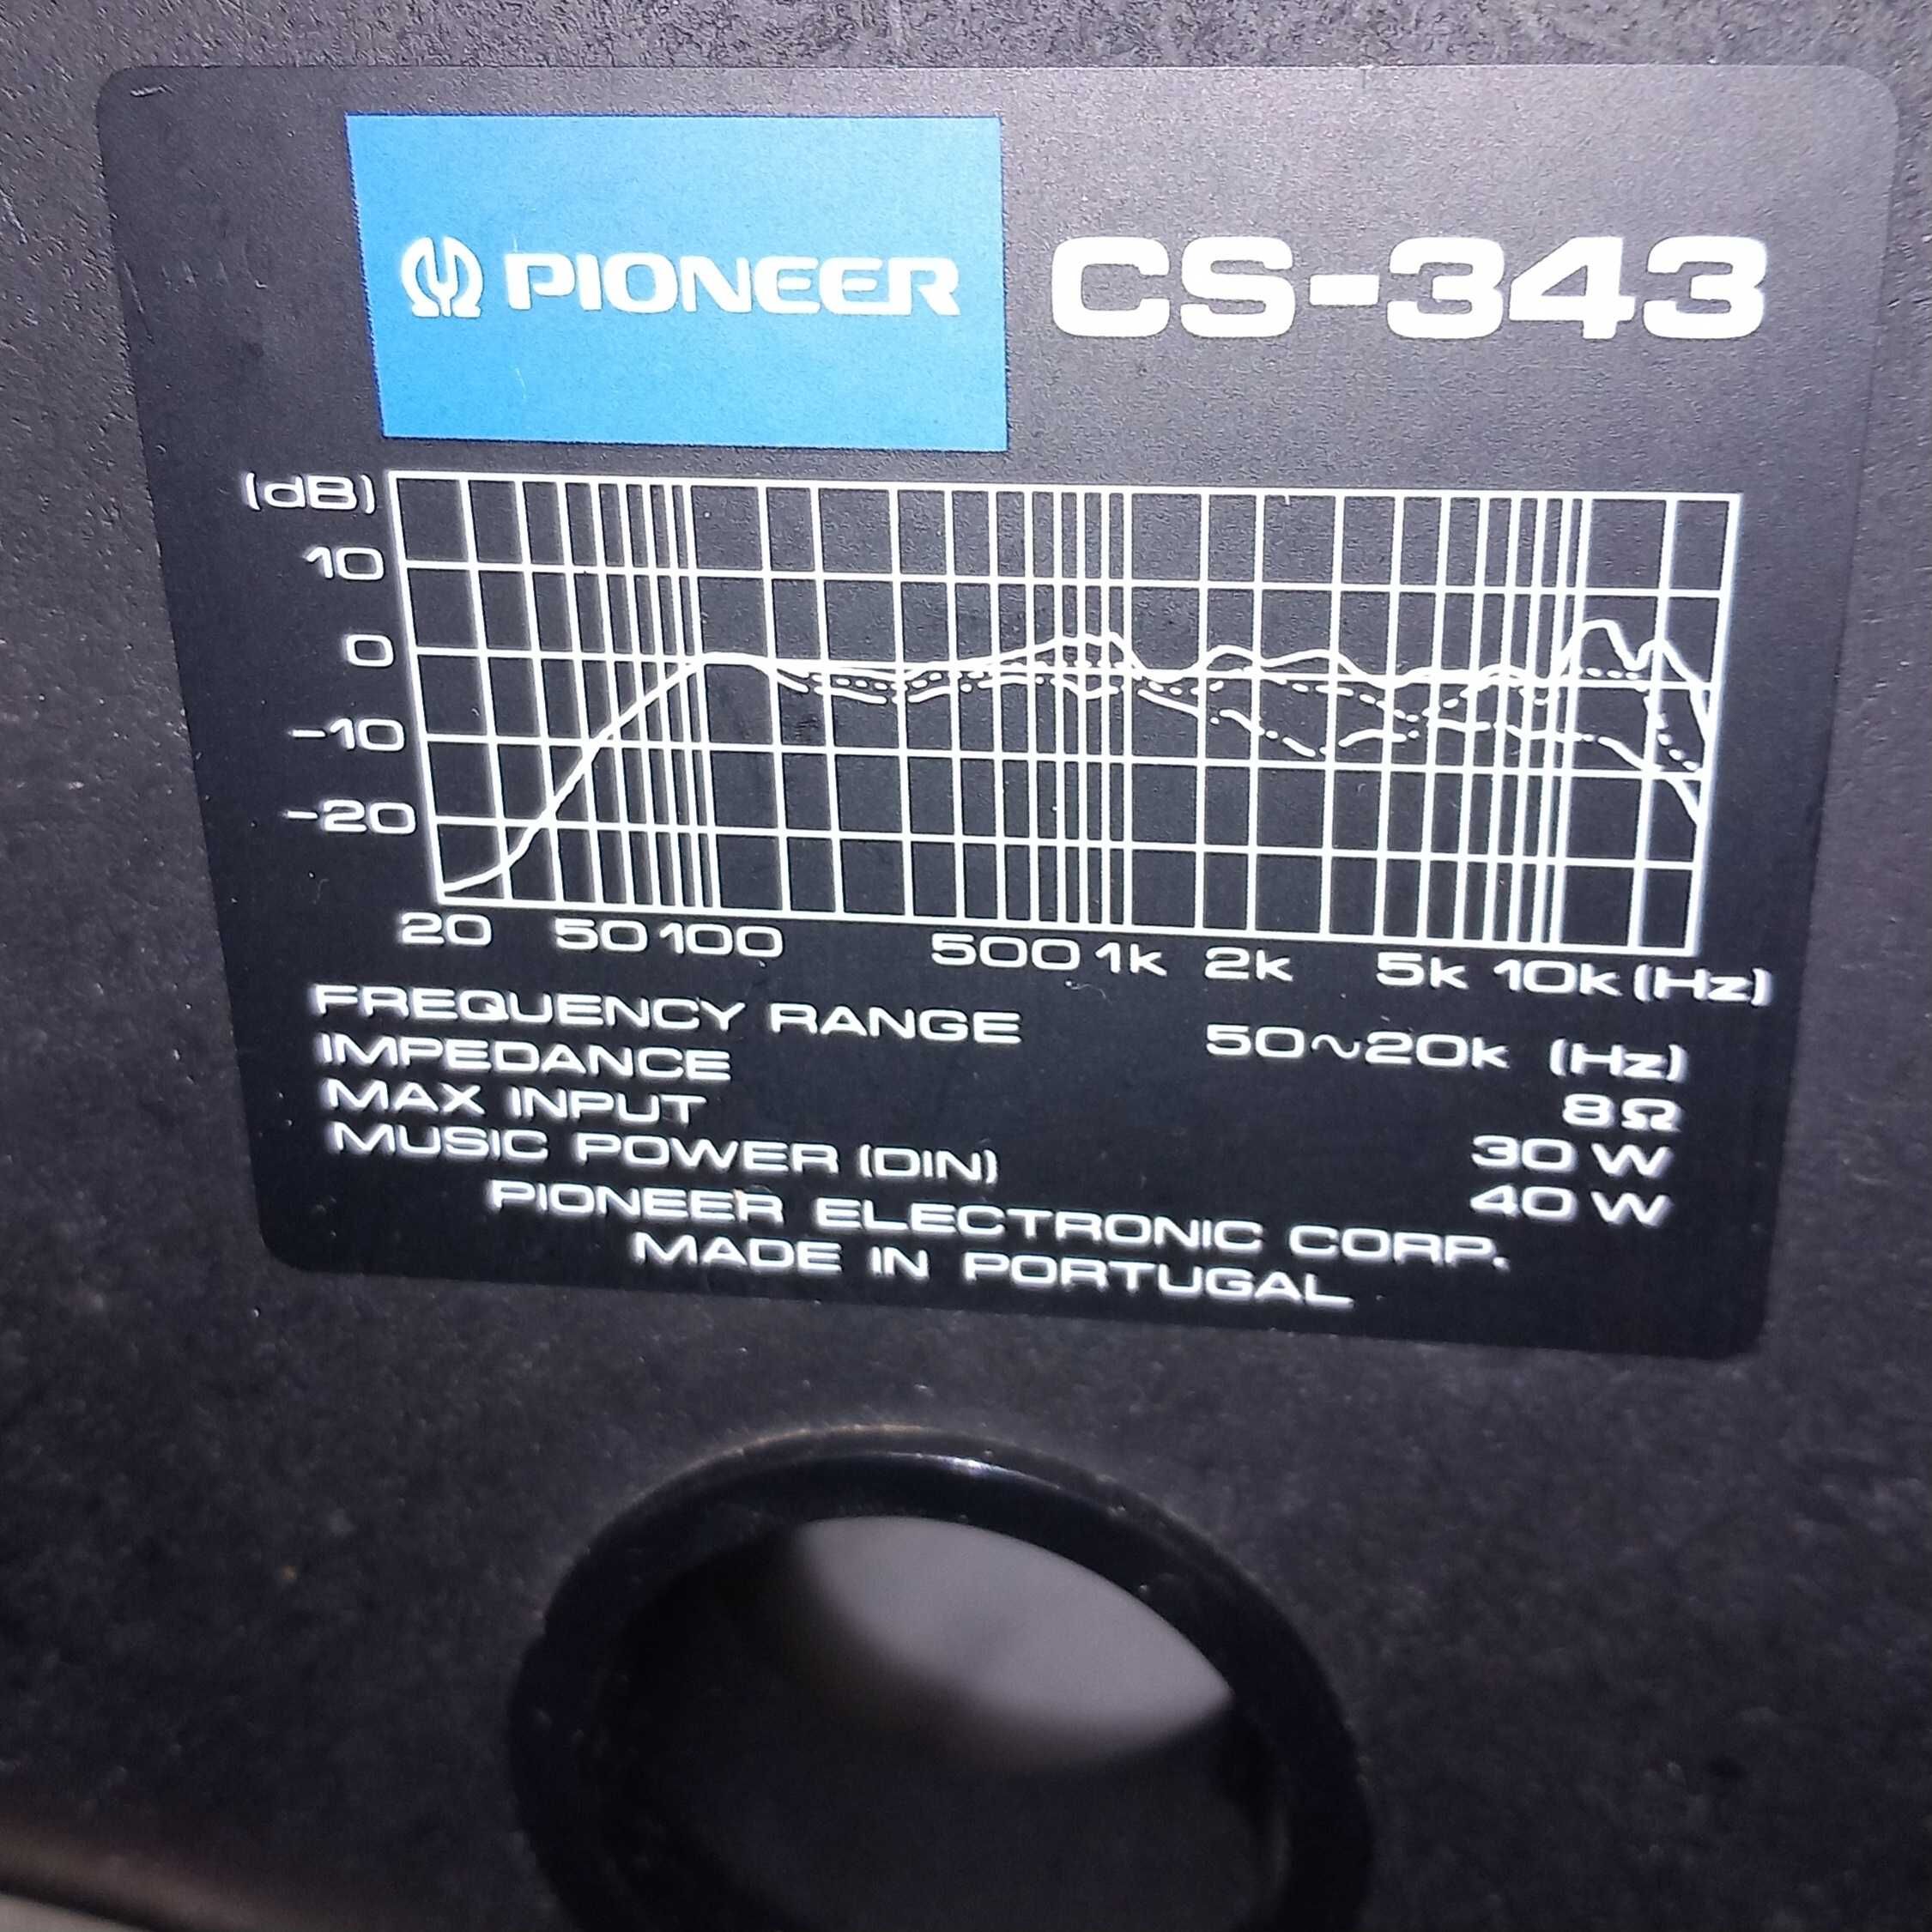 PIONEER CS-343
(dB)
10
0
-10
-20
20 50 100 500 1k 2k 5k 10k (Hz)
FREQUENCY RANGE 50~20k (Hz)
IMPEDANCE 8Ω
MAX INPUT 30 W
MUSIC POWER (DIN) 40 W
PIONEER ELECTRONIC CORP.
MADE IN PORTUGAL